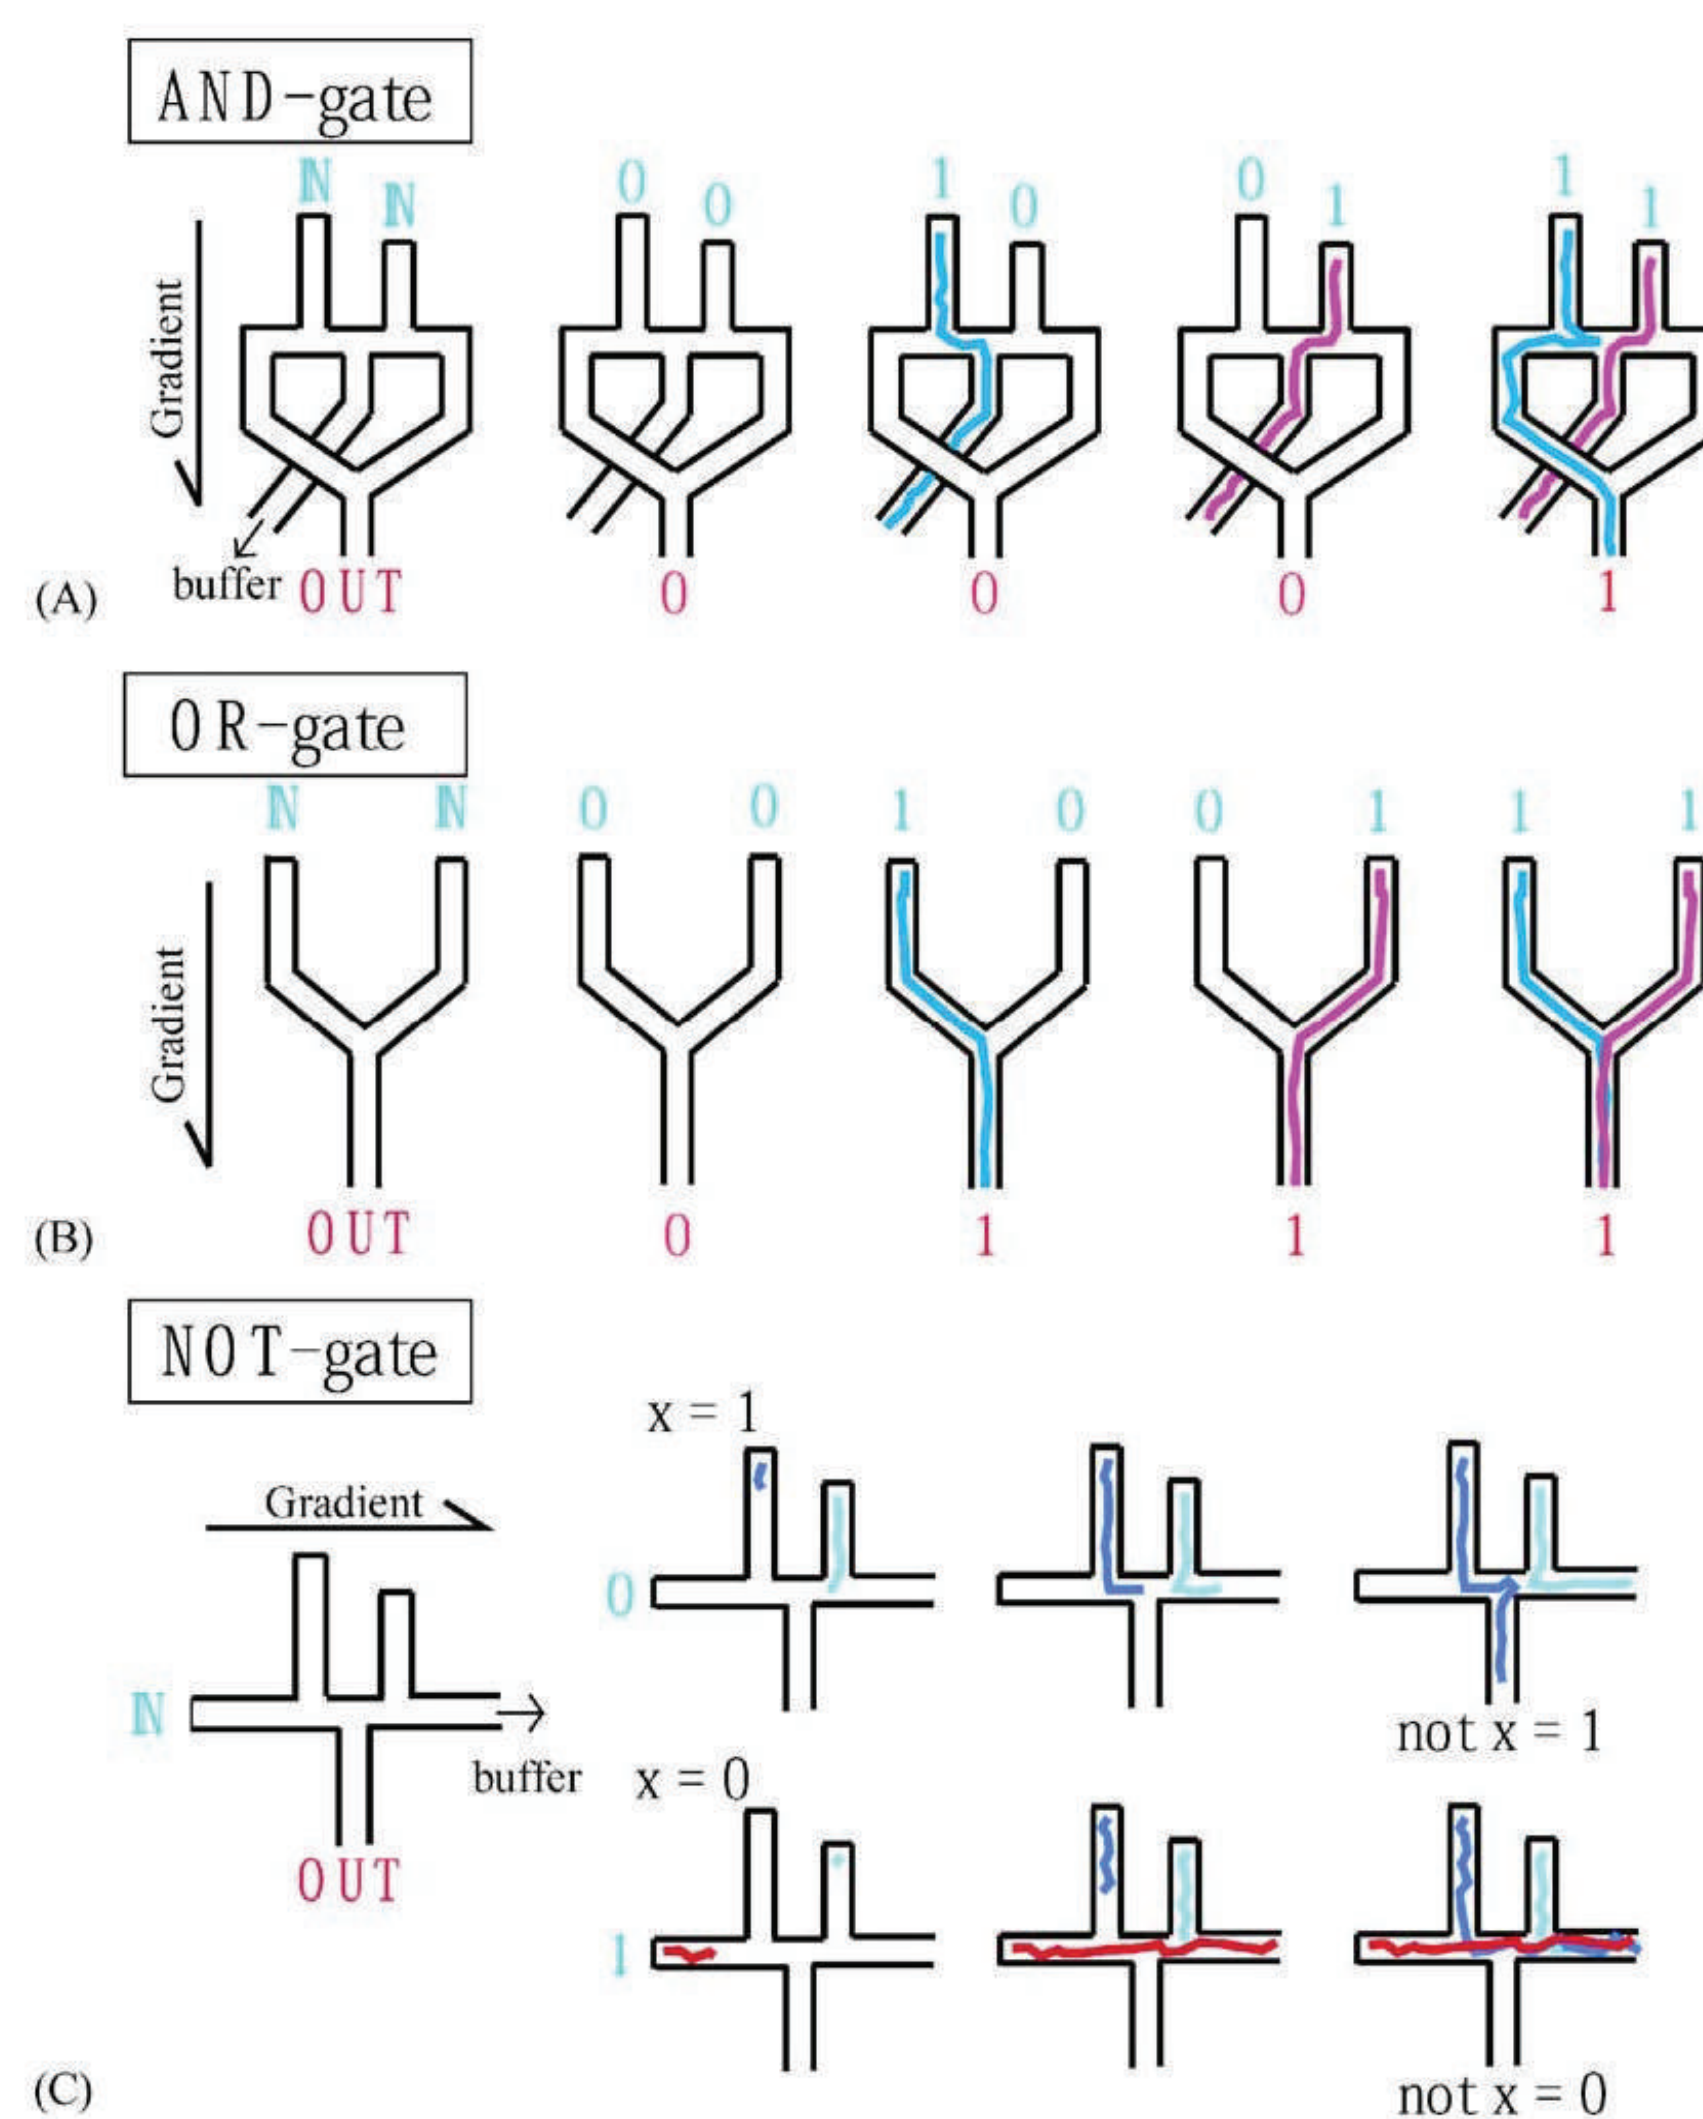 AND-gate
IN IN
0 0
1 0
0 1
1 1
Gradient
buffer OUT 0 0 0 1
(A)
OR-gate
IN IN 0 0 1 0 0 1 1 1
Gradient
OUT 0 1 1 1
(B)
NOT-gate
x = 1
Gradient
0
IN
not x = 1
buffer
x = 0
OUT
1
not x = 0
(C)